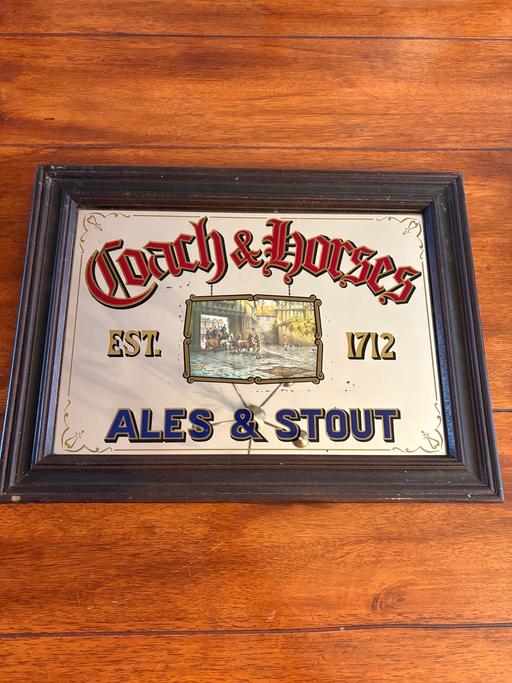 Coach & Horses
EST. 1712
ALES & STOUT